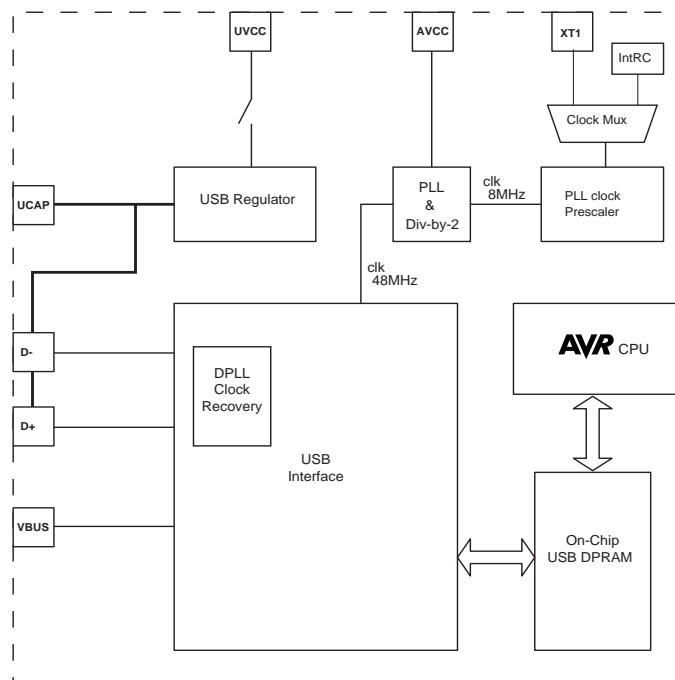 UVCC
AVCC
XT1
IntRC
Clock Mux
UCAP
USB Regulator
PLL
&
Div-by-2
clk
8MHz
PLL clock
Prescaler
clk
48MHz
D-
DPLL
Clock
Recovery
AVR CPU
D+
USB
Interface
VBUS
On-Chip
USB DPRAM